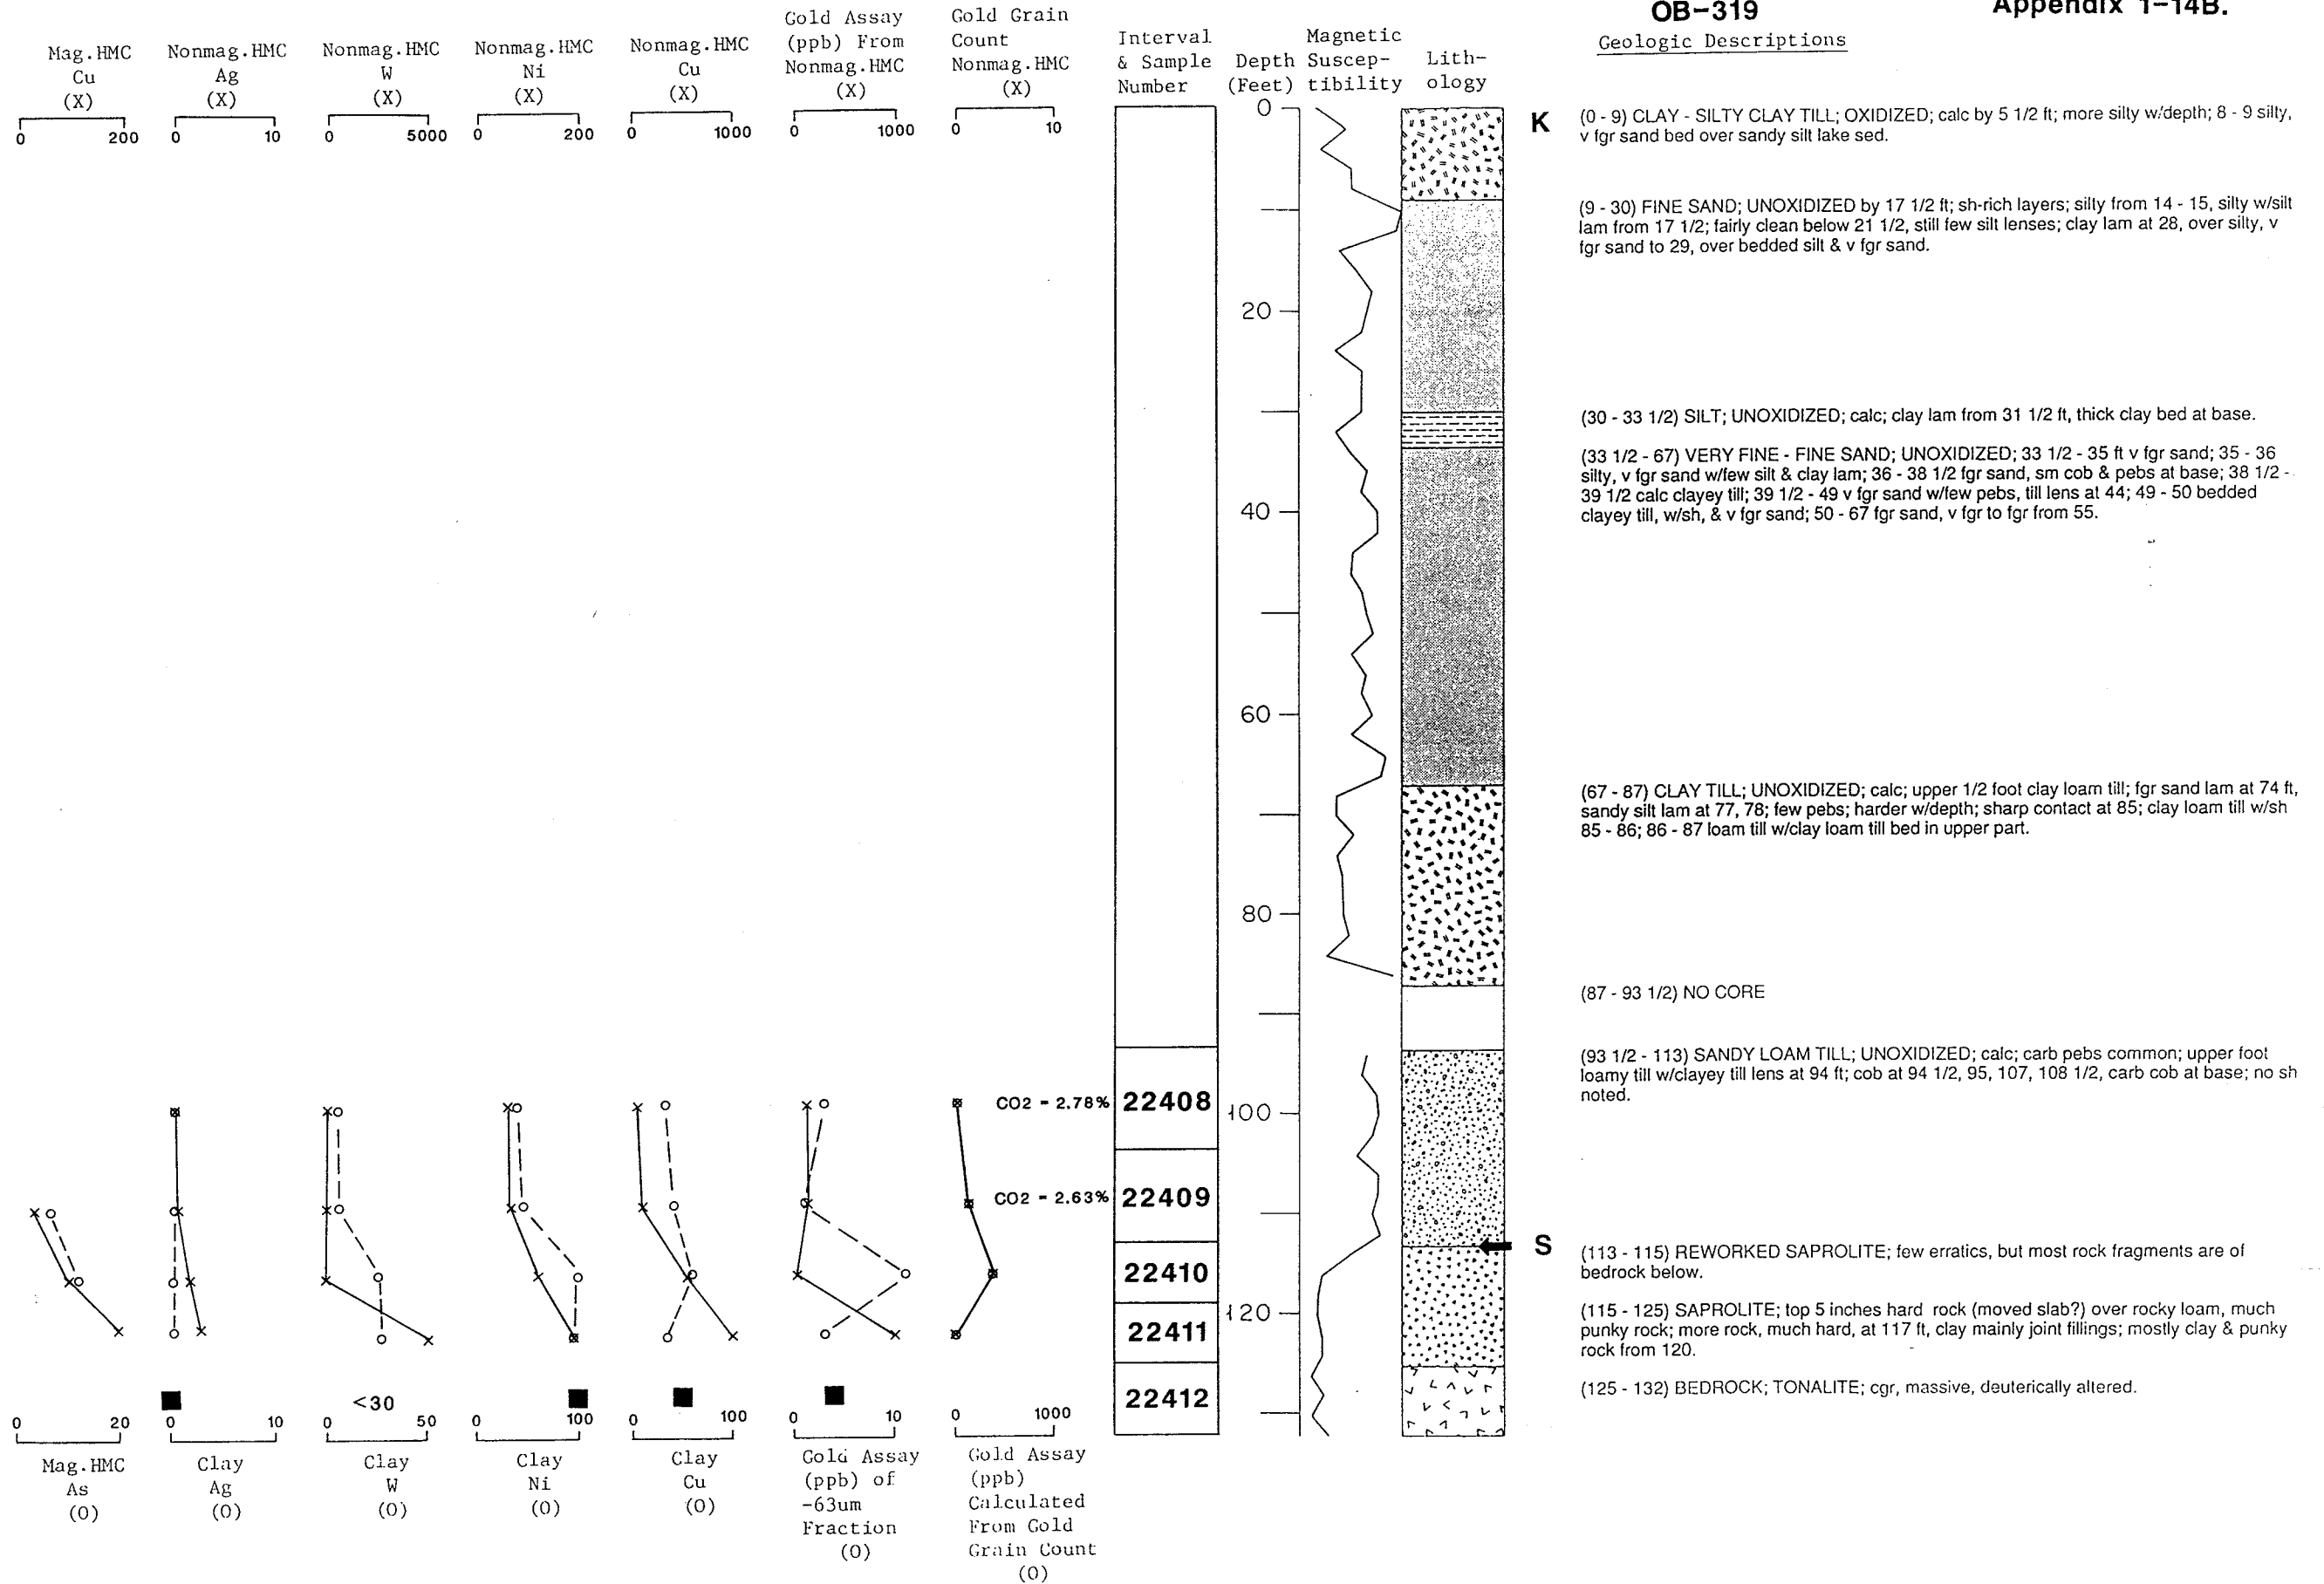 OB-319
Appendix 1-14B.
Geologic Descriptions
Mag.HMC
Cu
(X)
0 200
Nonmag.HMC
Ag
(X)
0 10
Nonmag.HMC
W
(X)
0 5000
Nonmag.HMC
Ni
(X)
0 200
Nonmag.HMC
Cu
(X)
0 1000
Gold Assay
(ppb) From
Nonmag.HMC
(X)
0 1000
Gold Grain
Count
Nonmag.HMC
(X)
0 10
Interval
& Sample
Number
Depth
(Feet)
Magnetic
Suscep-
tibility
Lith-
ology
0
20
40
60
80
100
120
K
(0 - 9) CLAY - SILTY CLAY TILL; OXIDIZED; calc by 5 1/2 ft; more silty w/depth; 8 - 9 silty,
v fgr sand bed over sandy silt lake sed.
(9 - 30) FINE SAND; UNOXIDIZED by 17 1/2 ft; sh-rich layers; silty from 14 - 15, silty w/silt
lam from 17 1/2; fairly clean below 21 1/2, still few silt lenses; clay lam at 28, over silty, v
fgr sand to 29, over bedded silt & v fgr sand.
(30 - 33 1/2) SILT; UNOXIDIZED; calc; clay lam from 31 1/2 ft, thick clay bed at base.
(33 1/2 - 67) VERY FINE - FINE SAND; UNOXIDIZED; 33 1/2 - 35 ft v fgr sand; 35 - 36
silty, v fgr sand w/few silt & clay lam; 36 - 38 1/2 fgr sand, sm cob & pebs at base; 38 1/2 -
39 1/2 calc clayey till; 39 1/2 - 49 v fgr sand w/few pebs, till lens at 44; 49 - 50 bedded
clayey till, w/sh, & v fgr sand; 50 - 67 fgr sand, v fgr to fgr from 55.
(67 - 87) CLAY TILL; UNOXIDIZED; calc; upper 1/2 foot clay loam till; fgr sand lam at 74 ft,
sandy silt lam at 77, 78; few pebs; harder w/depth; sharp contact at 85; clay loam till w/sh
85 - 86; 86 - 87 loam till w/clay loam till bed in upper part.
(87 - 93 1/2) NO CORE
(93 1/2 - 113) SANDY LOAM TILL; UNOXIDIZED; calc; carb pebs common; upper foot
loamy till w/clayey till lens at 94 ft; cob at 94 1/2, 95, 107, 108 1/2, carb cob at base; no sh
noted.
CO2 - 2.78% 22408
CO2 - 2.63% 22409
22410
22411
22412
S
(113 - 115) REWORKED SAPROLITE; few erratics, but most rock fragments are of
bedrock below.
(115 - 125) SAPROLITE; top 5 inches hard rock (moved slab?) over rocky loam, much
punky rock; more rock, much hard, at 117 ft, clay mainly joint fillings; mostly clay & punky
rock from 120.
(125 - 132) BEDROCK; TONALITE; cgr, massive, deuterically altered.
<30
0 20
Mag.HMC
As
(O)
0 10
Clay
Ag
(O)
0 50
Clay
W
(O)
0 100
Clay
Ni
(O)
0 100
Clay
Cu
(O)
0 10
Gold Assay
(ppb) of
-63um
Fraction
(O)
0 1000
Gold Assay
(ppb)
Calculated
From Gold
Grain Count
(O)